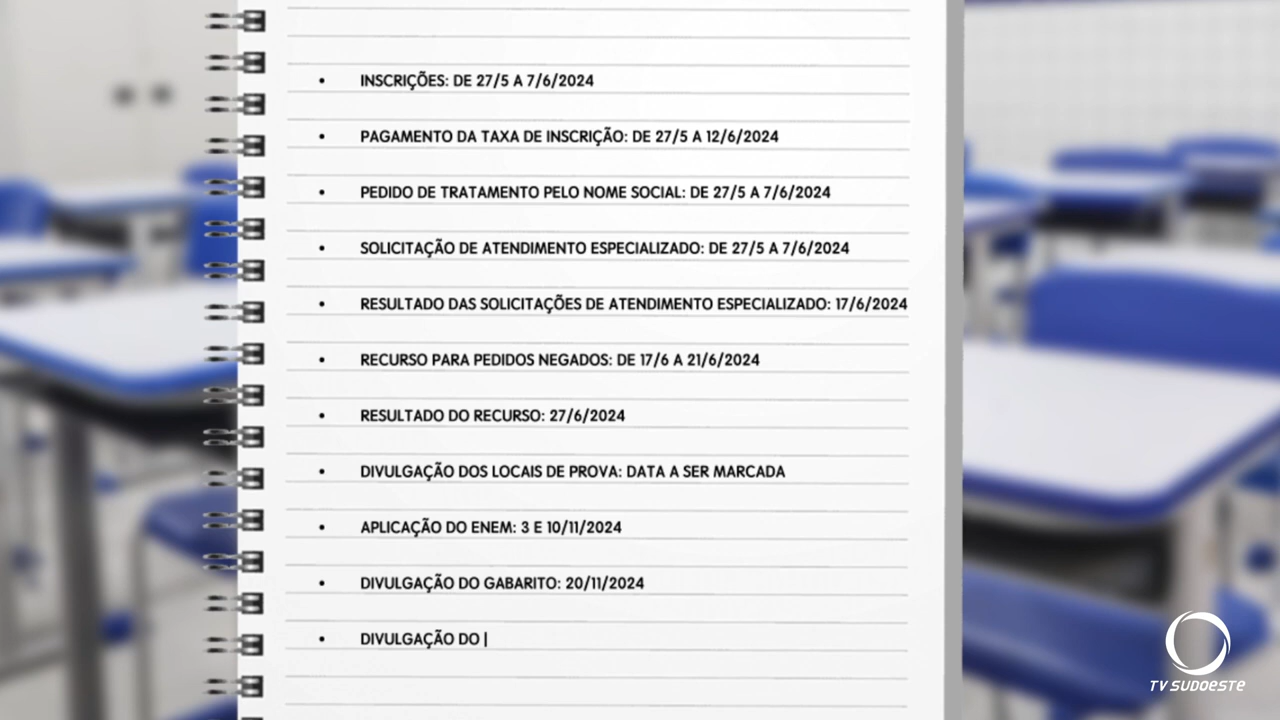 • INSCRIÇÕES: DE 27/5 A 7/6/2024
• PAGAMENTO DA TAXA DE INSCRIÇÃO: DE 27/5 A 12/6/2024
• PEDIDO DE TRATAMENTO PELO NOME SOCIAL: DE 27/5 A 7/6/2024
• SOLICITAÇÃO DE ATENDIMENTO ESPECIALIZADO: DE 27/5 A 7/6/2024
• RESULTADO DAS SOLICITAÇÕES DE ATENDIMENTO ESPECIALIZADO: 17/6/2024
• RECURSO PARA PEDIDOS NEGADOS: DE 17/6 A 21/6/2024
• RESULTADO DO RECURSO: 27/6/2024
• DIVULGAÇÃO DOS LOCAIS DE PROVA: DATA A SER MARCADA
• APLICAÇÃO DO ENEM: 3 E 10/11/2024
• DIVULGAÇÃO DO GABARITO: 20/11/2024
• DIVULGAÇÃO DO |
TV SUDOESTE